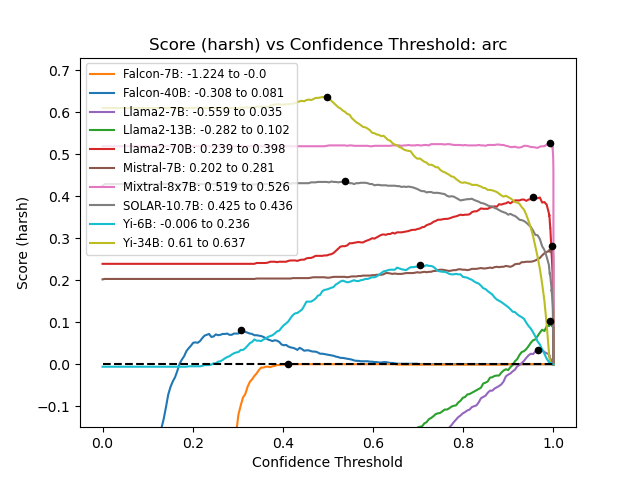 Score (harsh) vs Confidence Threshold: arc
Score (harsh)
0.7
0.6
0.5
0.4
0.3
0.2
0.1
0.0
−0.1
Falcon-7B: -1.224 to -0.0
Falcon-40B: -0.308 to 0.081
Llama2-7B: -0.559 to 0.035
Llama2-13B: -0.282 to 0.102
Llama2-70B: 0.239 to 0.398
Mistral-7B: 0.202 to 0.281
Mixtral-8x7B: 0.519 to 0.526
SOLAR-10.7B: 0.425 to 0.436
Yi-6B: -0.006 to 0.236
Yi-34B: 0.61 to 0.637
0.0 0.2 0.4 0.6 0.8 1.0
Confidence Threshold